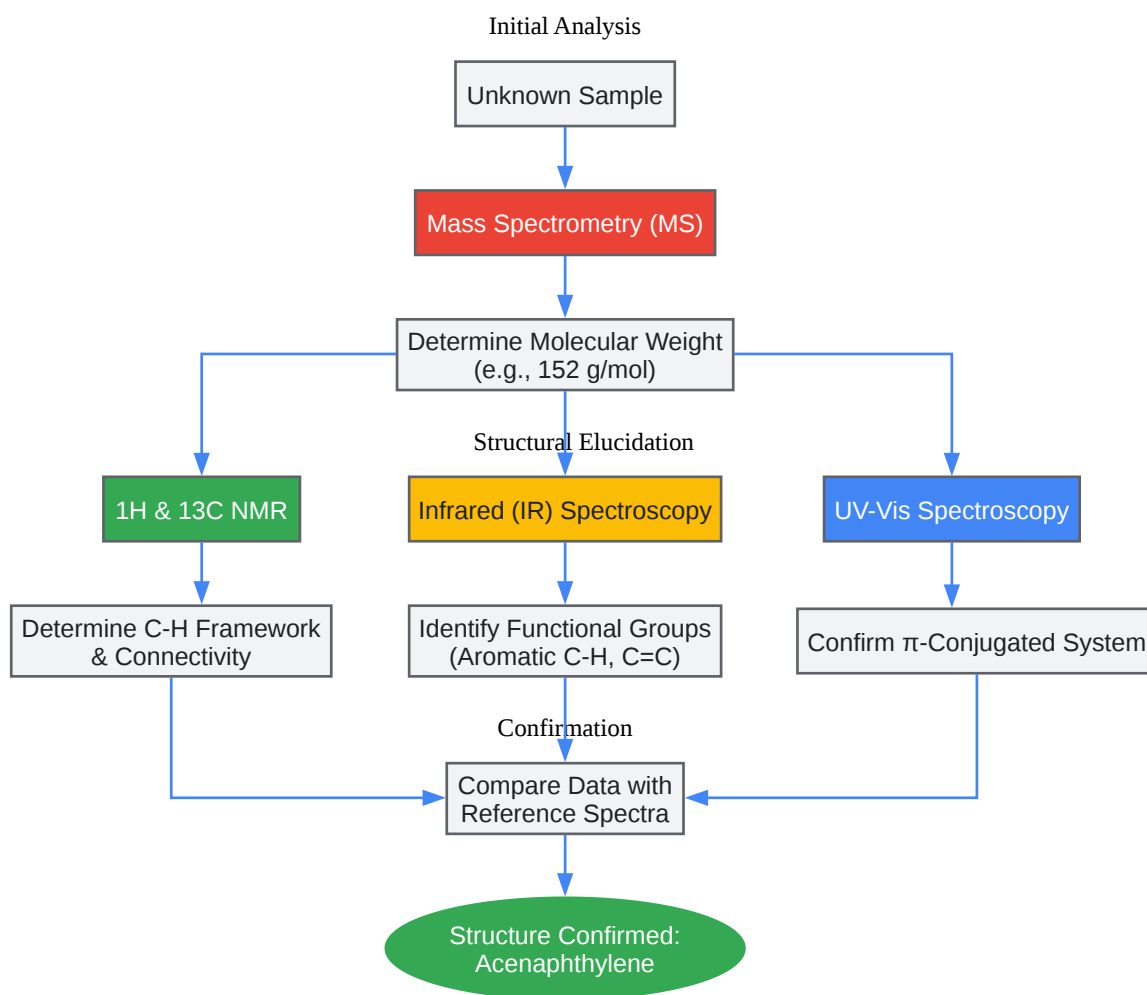 Initial Analysis
Unknown Sample
Mass Spectrometry (MS)
Determine Molecular Weight
(e.g., 152 g/mol)
Structural Elucidation
1H & 13C NMR
Infrared (IR) Spectroscopy
UV-Vis Spectroscopy
Determine C-H Framework
& Connectivity
Identify Functional Groups
(Aromatic C-H, C=C)
Confirm π-Conjugated System
Confirmation
Compare Data with
Reference Spectra
Structure Confirmed:
Acenaphthylene